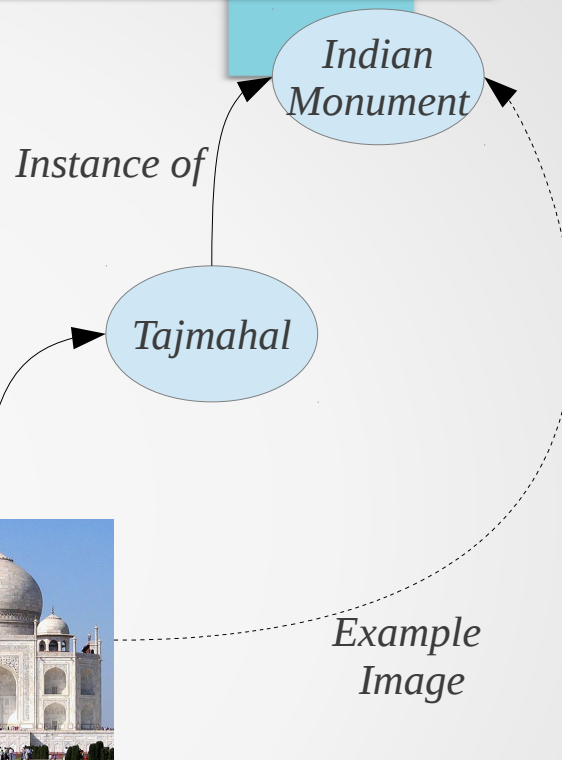 Indian
Monument
Instance of
Tajmahal
Example
Image